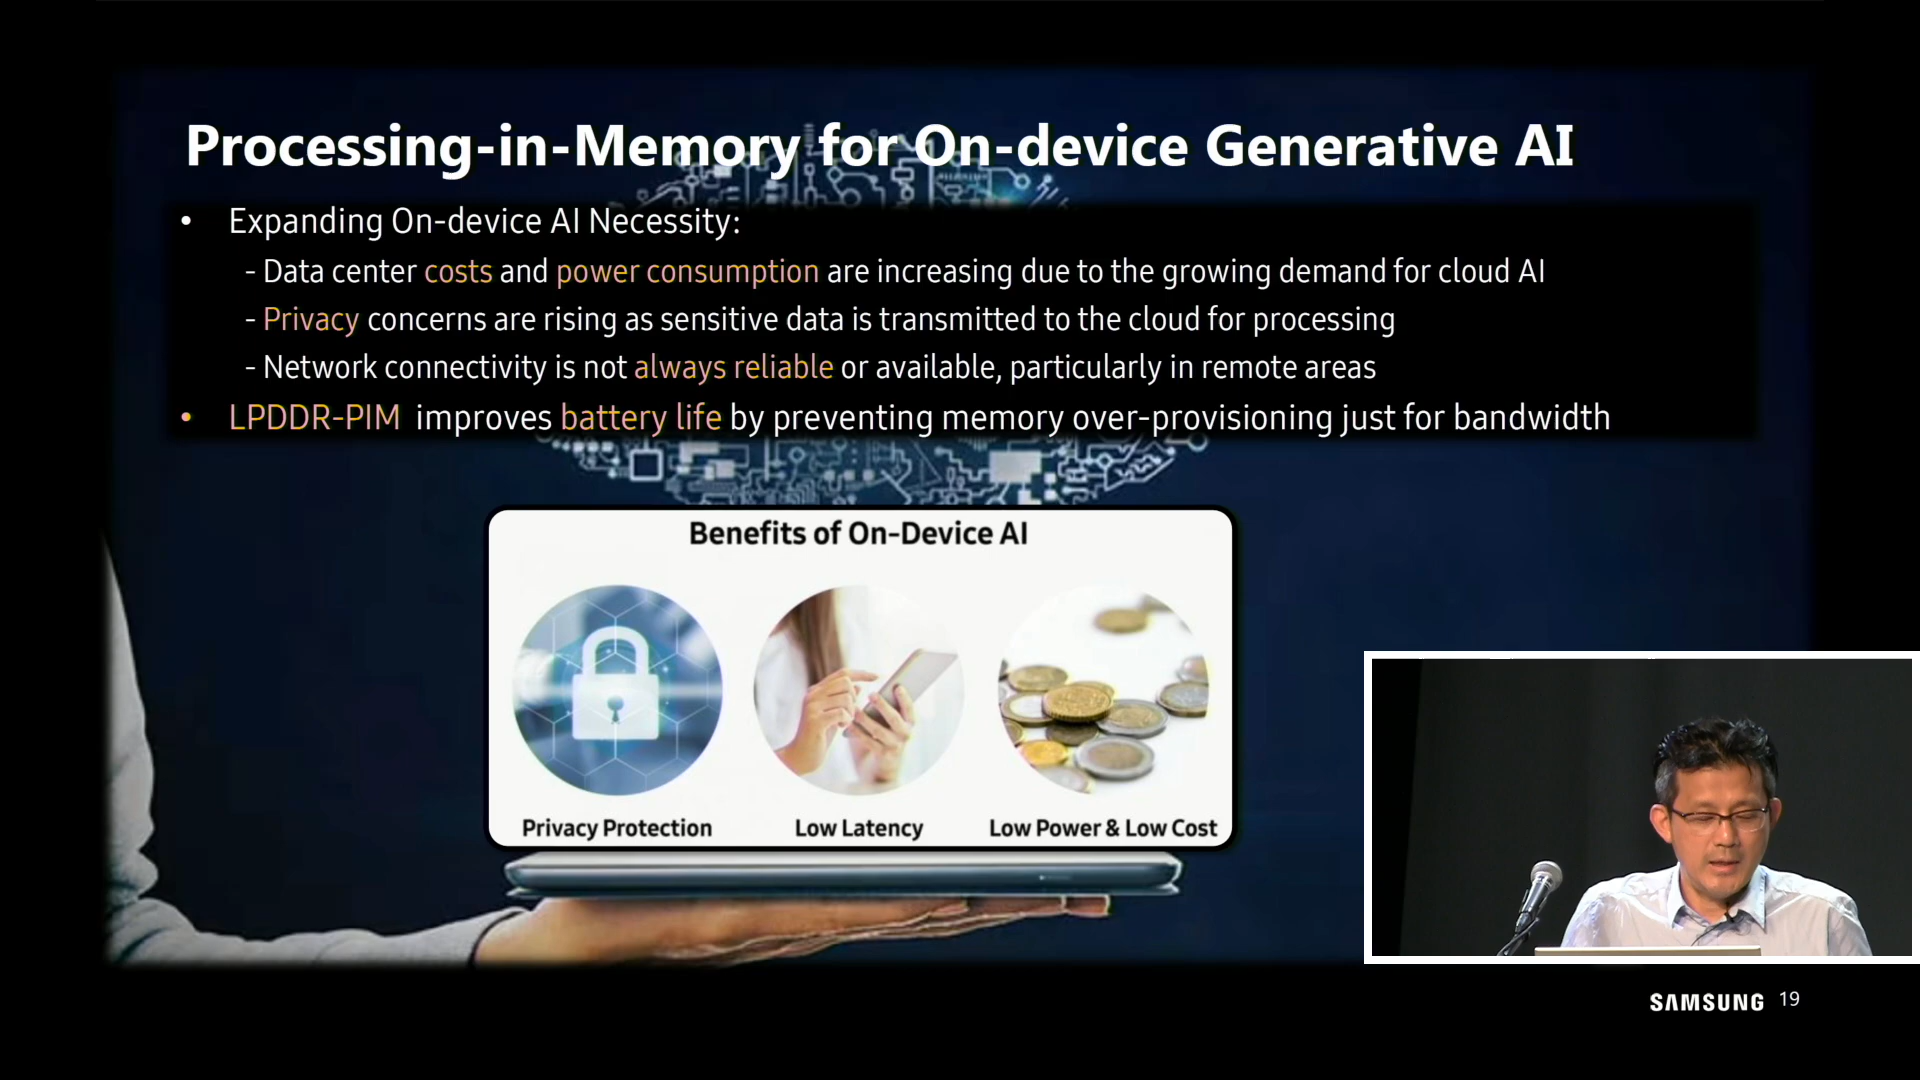 Processing-in-Memory for On-device Generative AI
• Expanding On-device AI Necessity:
- Data center costs and power consumption are increasing due to the growing demand for cloud AI
- Privacy concerns are rising as sensitive data is transmitted to the cloud for processing
- Network connectivity is not always reliable or available, particularly in remote areas
• LPDDR-PIM improves battery life by preventing memory over-provisioning just for bandwidth
Benefits of On-Device AI
Privacy Protection
Low Latency
Low Power & Low Cost
SAMSUNG 19